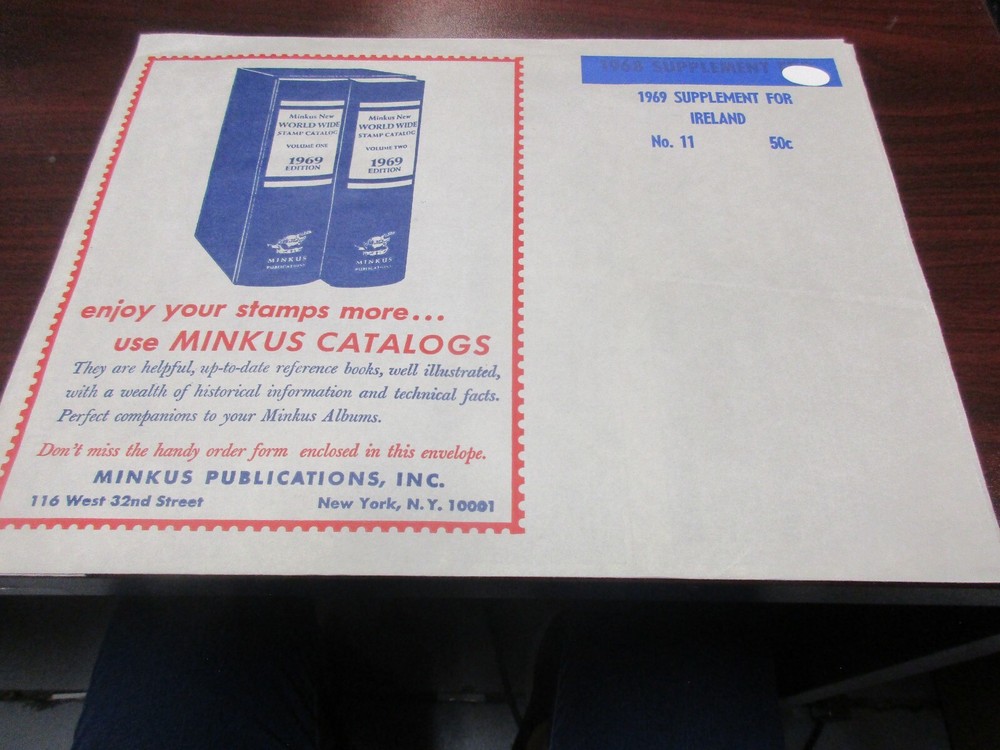 Minkus New
WORLD WIDE
STAMP CATALOG
VOLUME ONE
1969
EDITION
MINKUS
PUBLICATIONS
Minkus New
WORLD WIDE
STAMP CATALOG
VOLUME TWO
1969
EDITION
MINKUS
PUBLICATIONS
enjoy your stamps more...
use MINKUS CATALOGS
They are helpful, up-to-date reference books, well illustrated,
with a wealth of historical information and technical facts.
Perfect companions to your Minkus Albums.
Don't miss the handy order form enclosed in this envelope.
MINKUS PUBLICATIONS, INC.
116 West 32nd Street New York, N.Y. 10001
1968 SUPPLEMENT
1969 SUPPLEMENT FOR
IRELAND
No. 11 50c